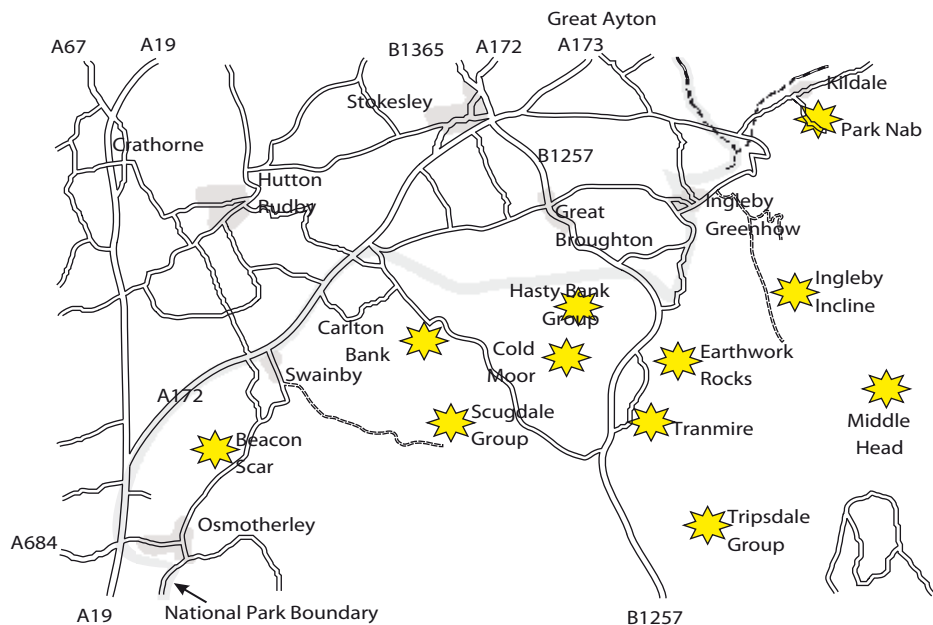 Great Ayton
A67
A19
B1365
A172
A173
Kildale
Stokesley
Park Nab
Crathorne
B1257
Hutton
Rudby
Ingleby
Greenhow
Great
Broughton
Ingleby
Incline
Hasty Bank
Group
Carlton
Bank
Cold
Moor
Earthwork
Rocks
Swainby
A172
Middle
Head
Scugdale
Group
Tranmire
Beacon
Scar
Osmotherley
Tripsdale
Group
A684
National Park Boundary
A19
B1257